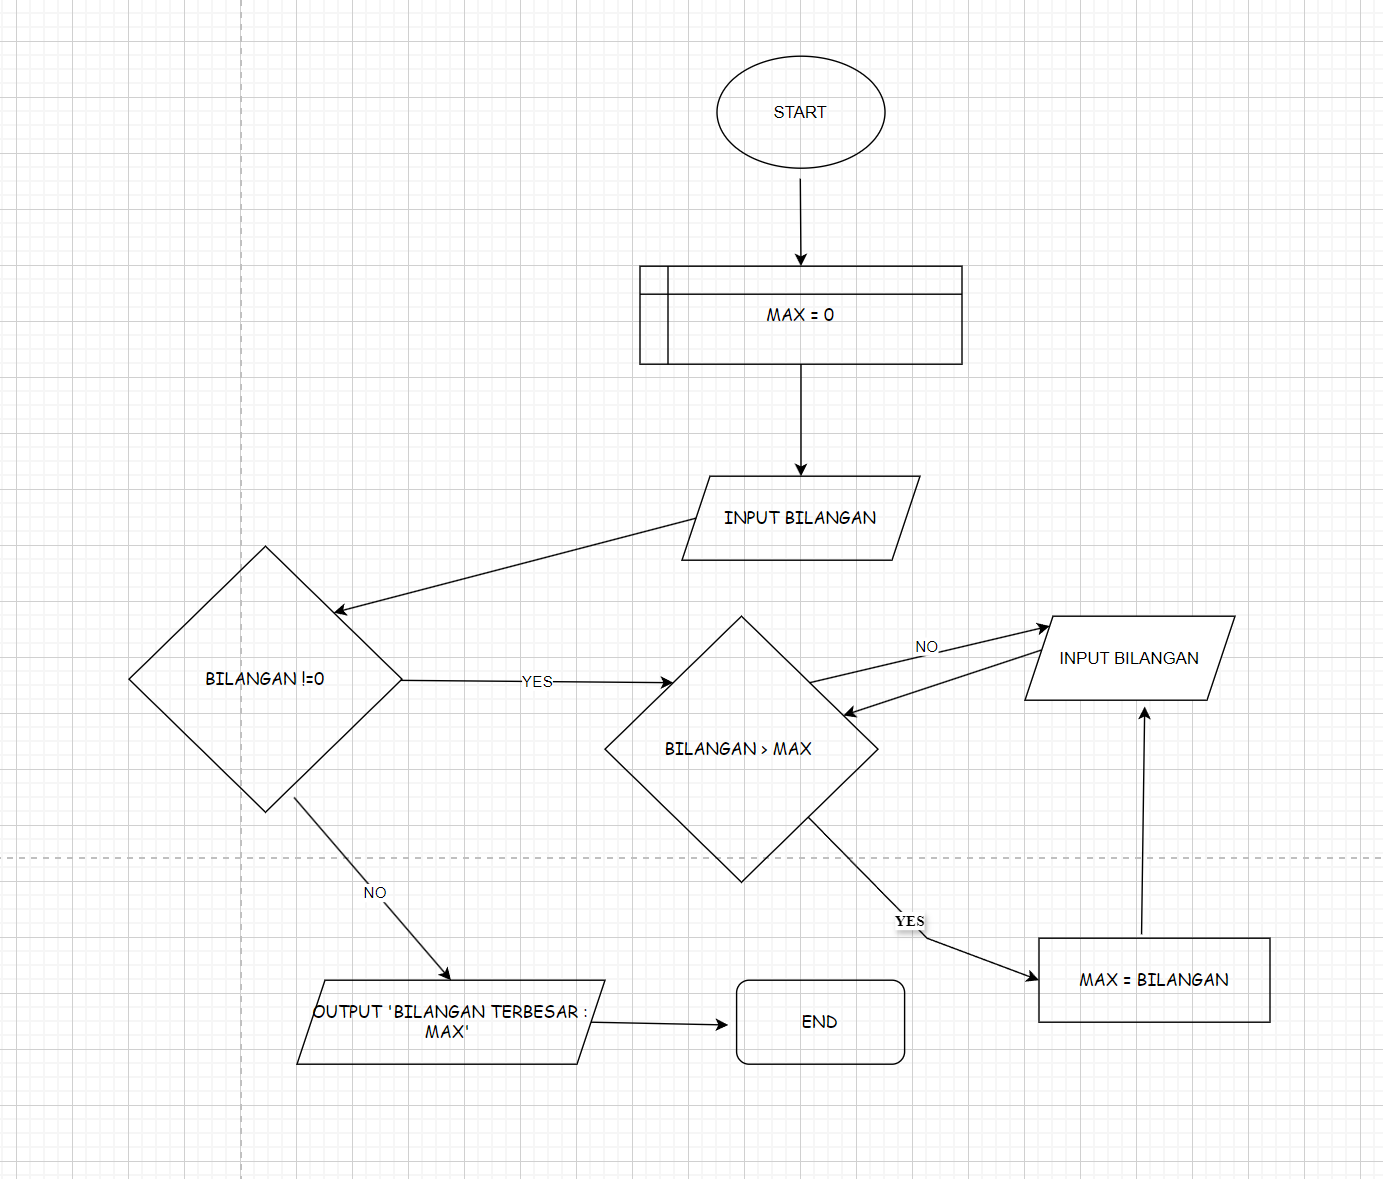 START
MAX = 0
INPUT BILANGAN
BILANGAN !=0
YES
NO
BILANGAN > MAX
NO
INPUT BILANGAN
YES
MAX = BILANGAN
OUTPUT 'BILANGAN TERBESAR :
MAX'
END